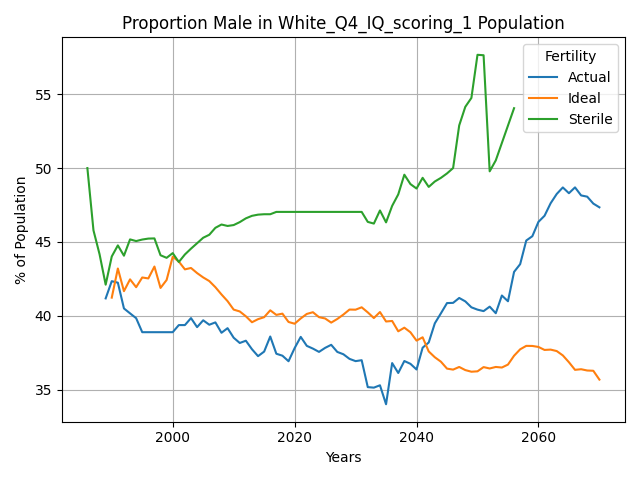 Proportion Male in White_Q4_IQ_scoring_1 Population
Fertility
Actual
Ideal
Sterile
% of Population
55
50
45
40
35
2000
2020
2040
2060
Years